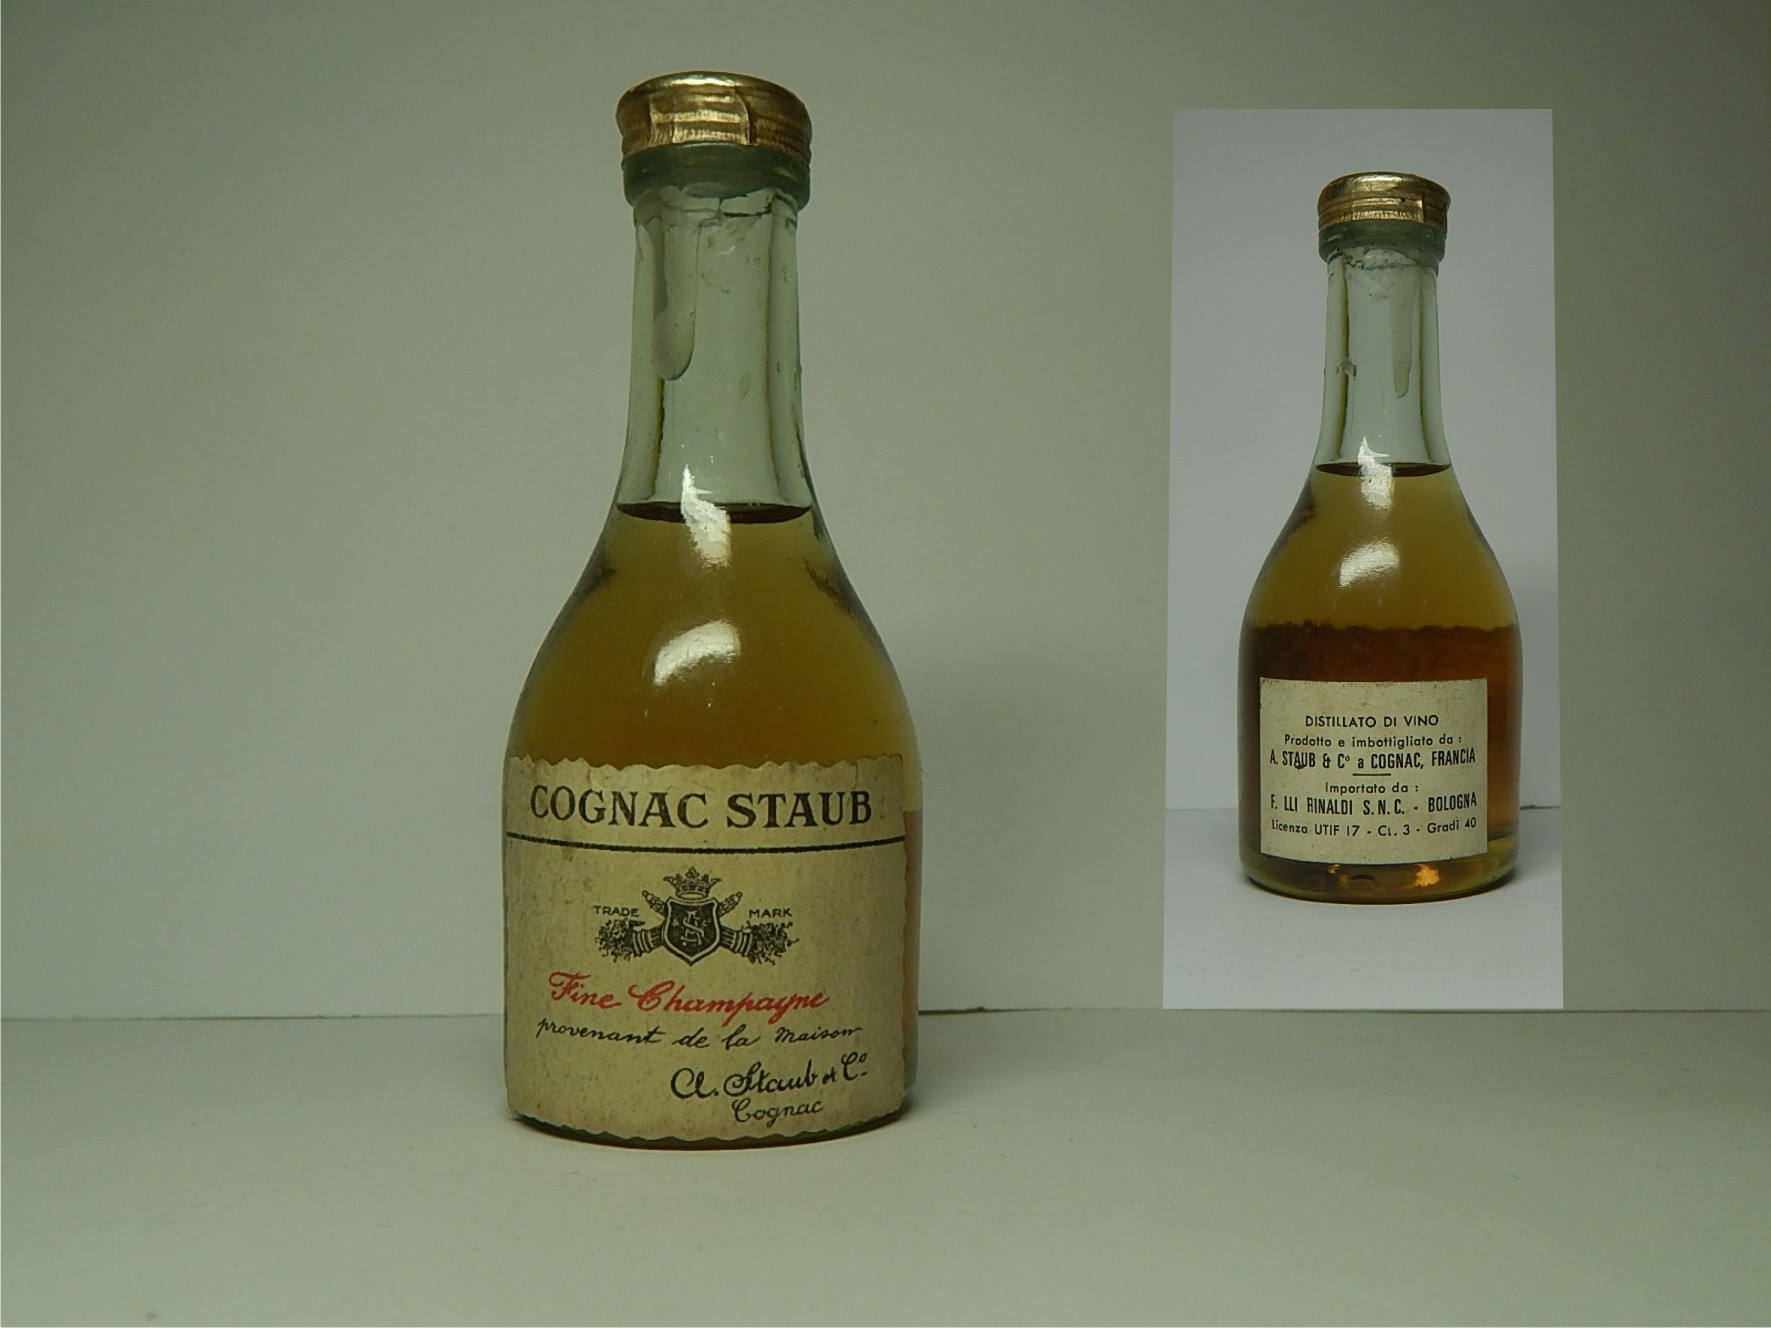 COGNAC STAUB
TRADE MARK
Fine Champagne
provenant de la Maison
A. Staub et Cº
Cognac
DISTILLATO DI VINO
Prodotto e imbottigliato da :
A. STAUB & Cº a COGNAC, FRANCIA
Importato da :
F. LLI RINALDI S.N.C. - BOLOGNA
Licenza UTIF 17 - Ct. 3 - Gradi 40